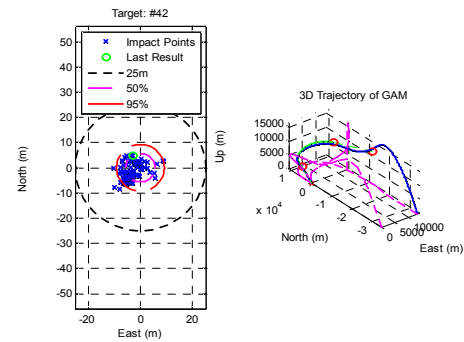 Target: #42
Impact Points
Last Result
25m
50%
95%
50
40
30
20
10
0
-10
-20
-30
-40
-50
North (m)
-20
0
20
East (m)
3D Trajectory of GAM
15000
10000
5000
0
Up (m)
1
0
-1
-2
-3
x 10^4
North (m)
0
5000
10000
East (m)